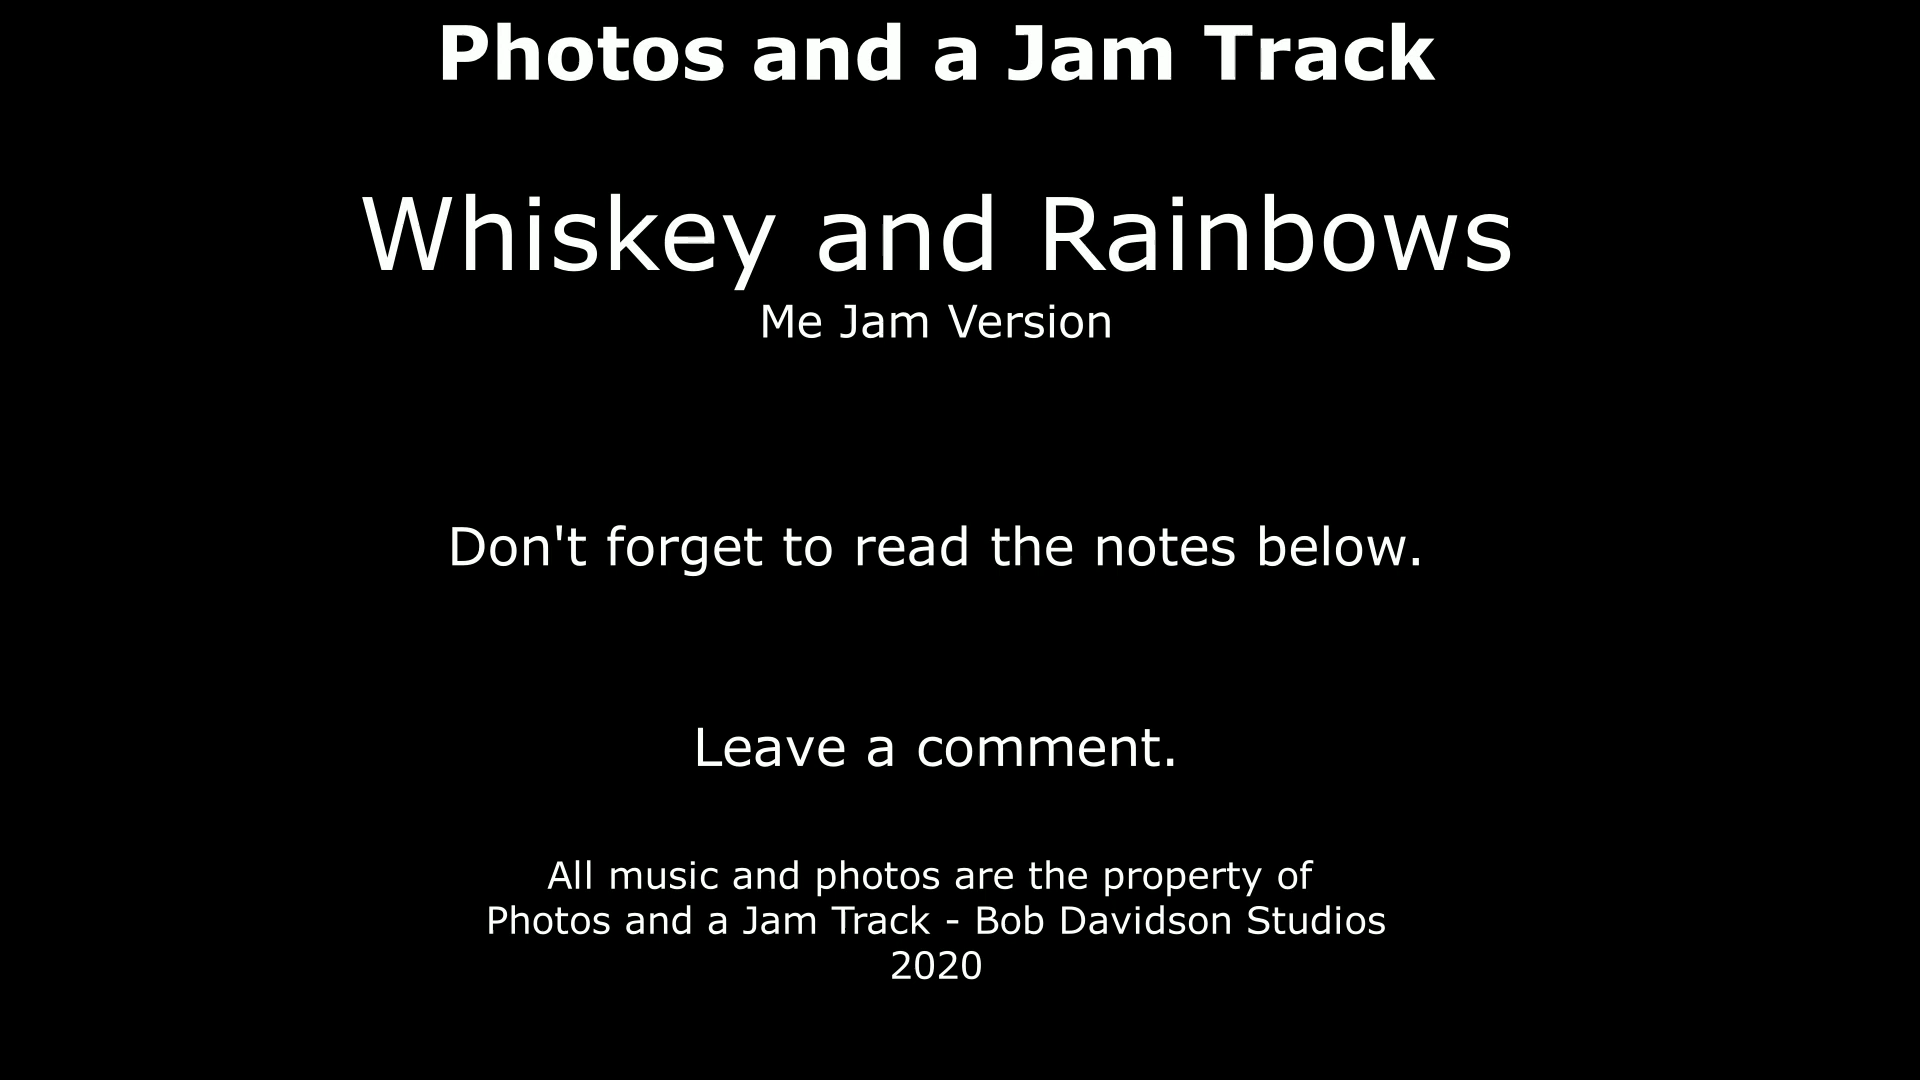 Photos and a Jam Track
Whiskey and Rainbows
Me Jam Version
Don't forget to read the notes below.
Leave a comment.
All music and photos are the property of
Photos and a Jam Track - Bob Davidson Studios
2020